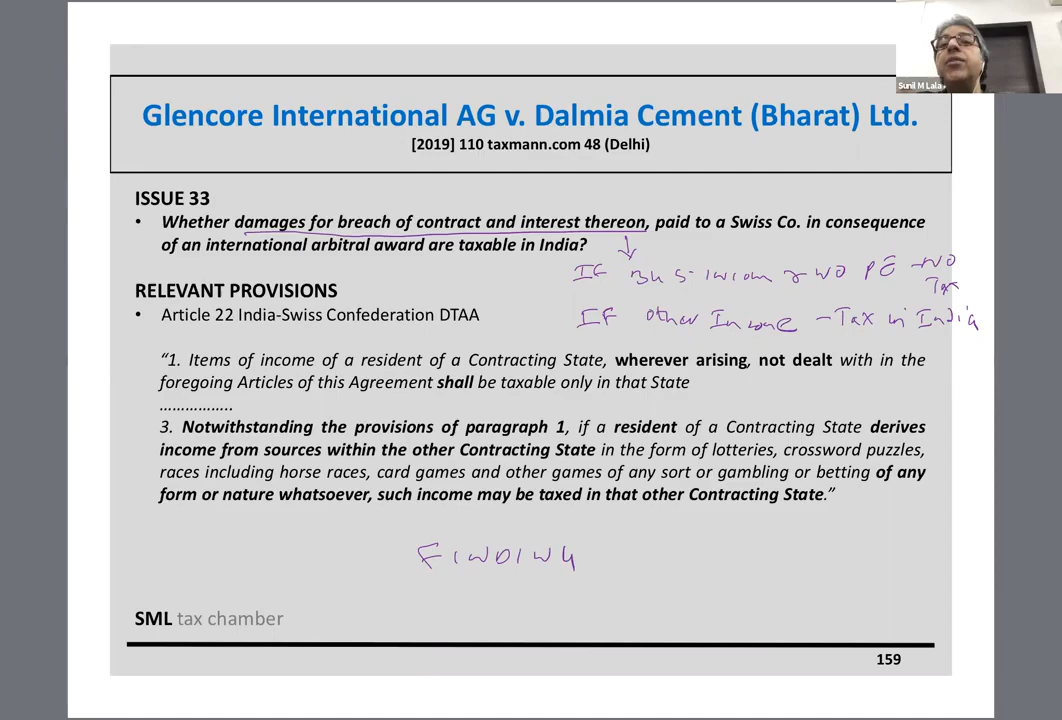 Sunil M Lala
Glencore International AG v. Dalmia Cement (Bharat) Ltd.
[2019] 110 taxmann.com 48 (Delhi)
ISSUE 33
• Whether damages for breach of contract and interest thereon, paid to a Swiss Co. in consequence
of an international arbitral award are taxable in India?
IF Bus. Incom & NO PE - NO
Tax
RELEVANT PROVISIONS
• Article 22 India-Swiss Confederation DTAA
IF Other Income - Tax in India
“1. Items of income of a resident of a Contracting State, wherever arising, not dealt with in the
foregoing Articles of this Agreement shall be taxable only in that State
……………..
3. Notwithstanding the provisions of paragraph 1, if a resident of a Contracting State derives
income from sources within the other Contracting State in the form of lotteries, crossword puzzles,
races including horse races, card games and other games of any sort or gambling or betting of any
form or nature whatsoever, such income may be taxed in that other Contracting State.”
FINDING
SML tax chamber
159